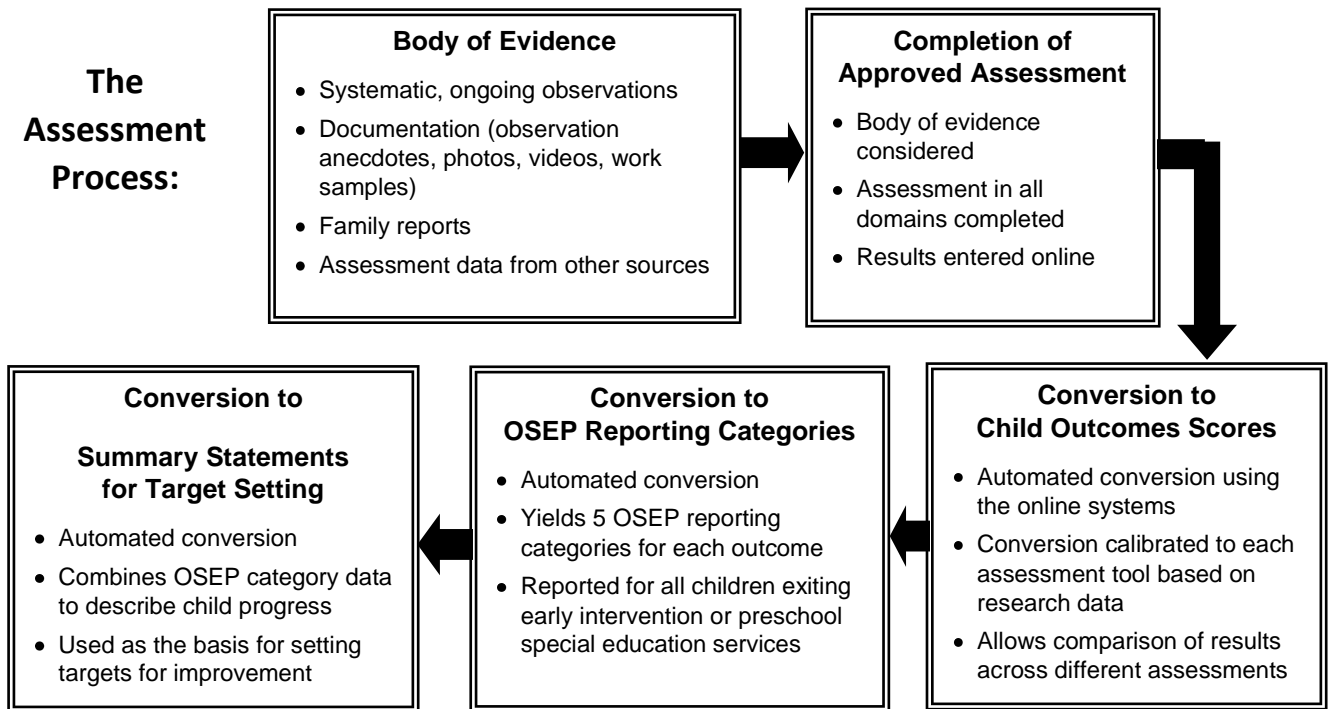 The
Assessment
Process:
Body of Evidence
• Systematic, ongoing observations
• Documentation (observation
anecdotes, photos, videos, work
samples)
• Family reports
• Assessment data from other sources
Completion of
Approved Assessment
• Body of evidence
considered
• Assessment in all
domains completed
• Results entered online
Conversion to
Child Outcomes Scores
• Automated conversion using
the online systems
• Conversion calibrated to each
assessment tool based on
research data
• Allows comparison of results
across different assessments
Conversion to
OSEP Reporting Categories
• Automated conversion
• Yields 5 OSEP reporting
categories for each outcome
• Reported for all children exiting
early intervention or preschool
special education services
Conversion to
Summary Statements
for Target Setting
• Automated conversion
• Combines OSEP category data
to describe child progress
• Used as the basis for setting
targets for improvement